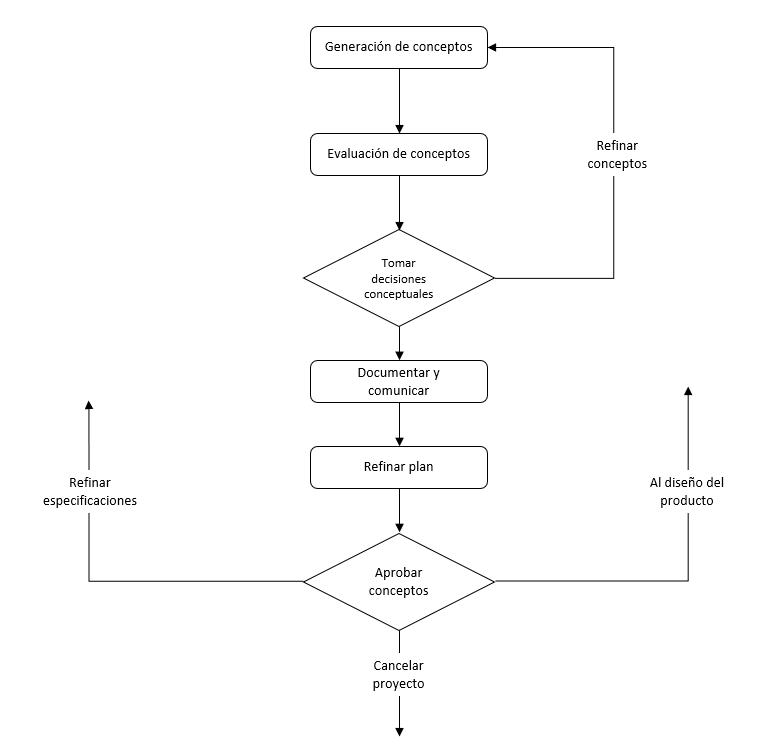 Generación de conceptos
Evaluación de conceptos
Refinar
conceptos
Tomar
decisiones
conceptuales
Documentar y
comunicar
Refinar plan
Refinar
especificaciones
Al diseño del
producto
Aprobar
conceptos
Cancelar
proyecto